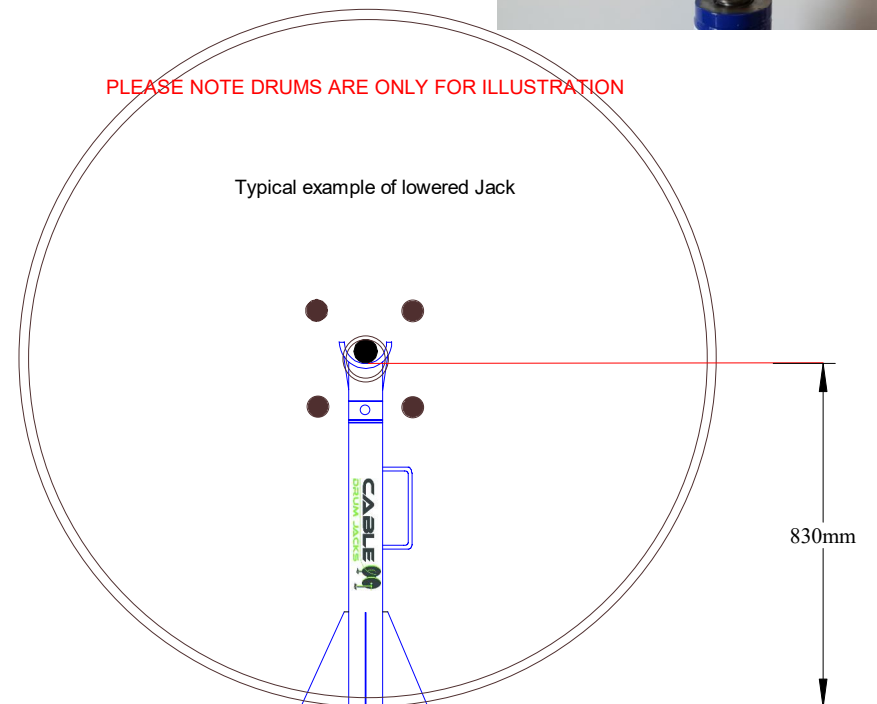 PLEASE NOTE DRUMS ARE ONLY FOR ILLUSTRATION
Typical example of lowered Jack
CABLE
DRUM JACKS
830mm